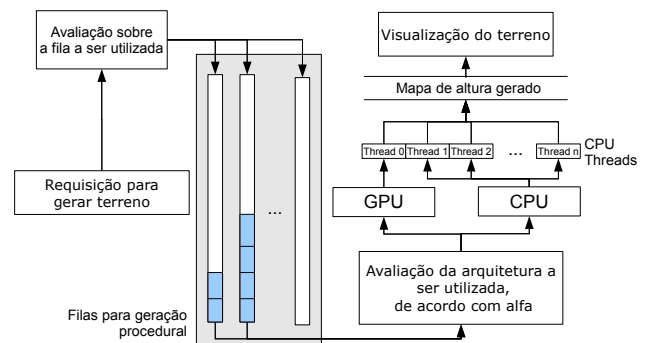 Avaliação sobre
a fila a ser utilizada
Requisição para
gerar terreno
...
Filas para geração
procedural
Visualização do terreno
Mapa de altura gerado
Thread 0
Thread 1
Thread 2
...
Thread n
CPU
Threads
GPU
CPU
Avaliação da arquitetura a
ser utilizada,
de acordo com alfa